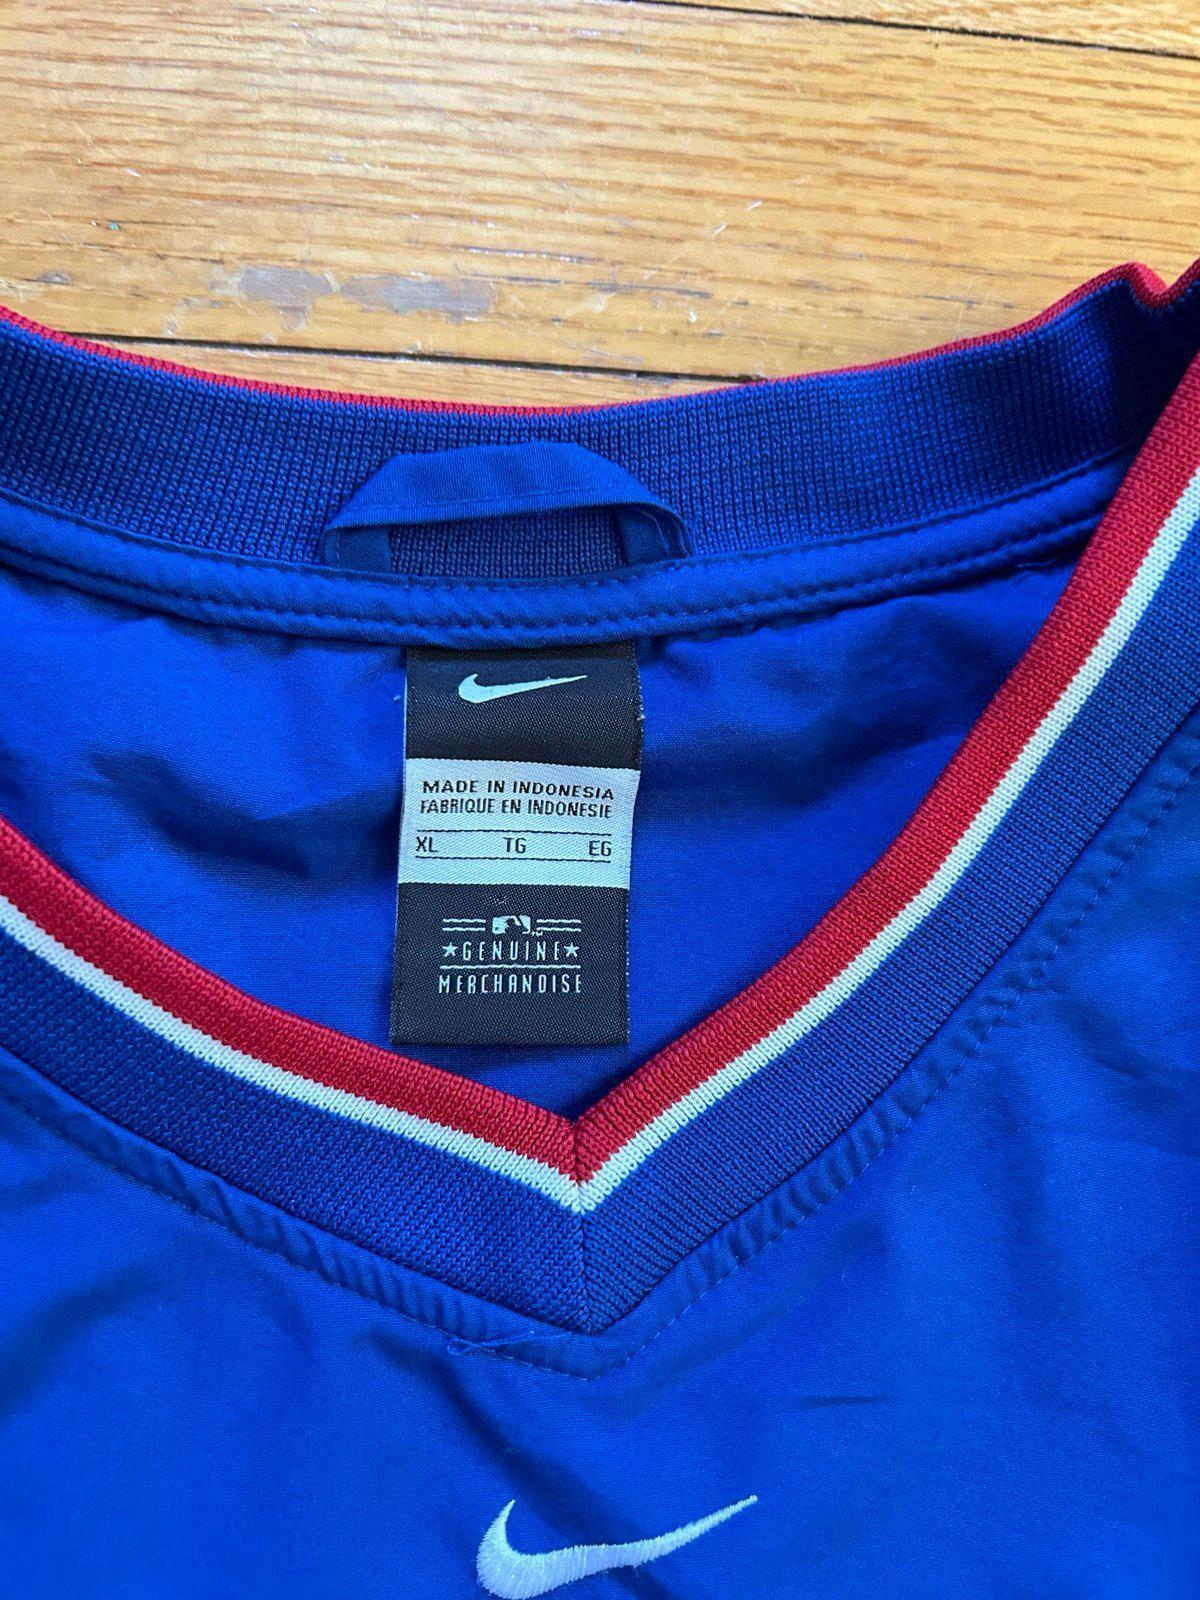 MADE IN INDONESIA
FABRIQUE EN INDONESIE
XL TG EG
GENUINE
MERCHANDISE